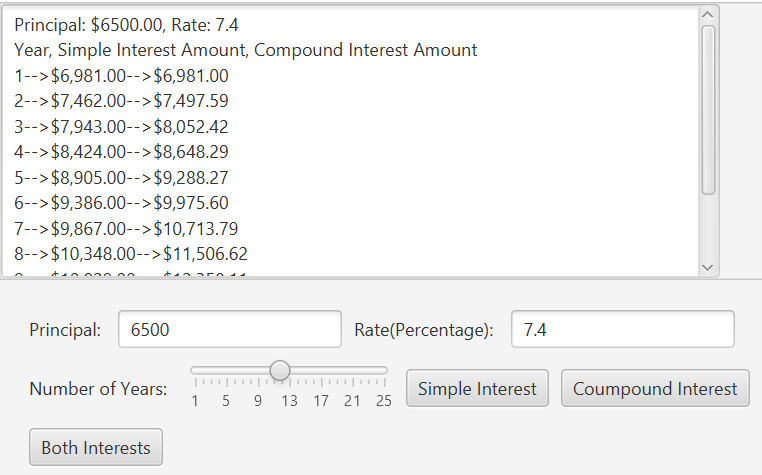 Principal: $6500.00, Rate: 7.4
Year, Simple Interest Amount, Compound Interest Amount
1-->$6,981.00-->$6,981.00
2-->$7,462.00-->$7,497.59
3-->$7,943.00-->$8,052.42
4-->$8,424.00-->$8,648.29
5-->$8,905.00-->$9,288.27
6-->$9,386.00-->$9,975.60
7-->$9,867.00-->$10,713.79
8-->$10,348.00-->$11,506.62
Principal: 6500 Rate(Percentage): 7.4
Number of Years: 1 5 9 13 17 21 25 Simple Interest Coumpound Interest
Both Interests